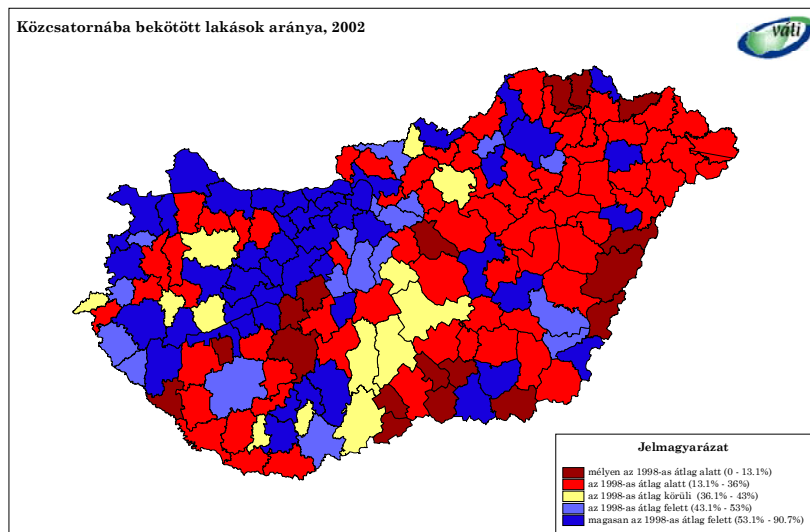 Közcsatornába bekötött lakások aránya, 2002
váti
Jelmagyarázat
mélyen az 1998-as átlag alatt (0 - 13.1%)
az 1998-as átlag alatt (13.1% - 36%)
az 1998-as átlag körüli (36.1% - 43%)
az 1998-as átlag felett (43.1% - 53%)
magasan az 1998-as átlag felett (53.1% - 90.7%)